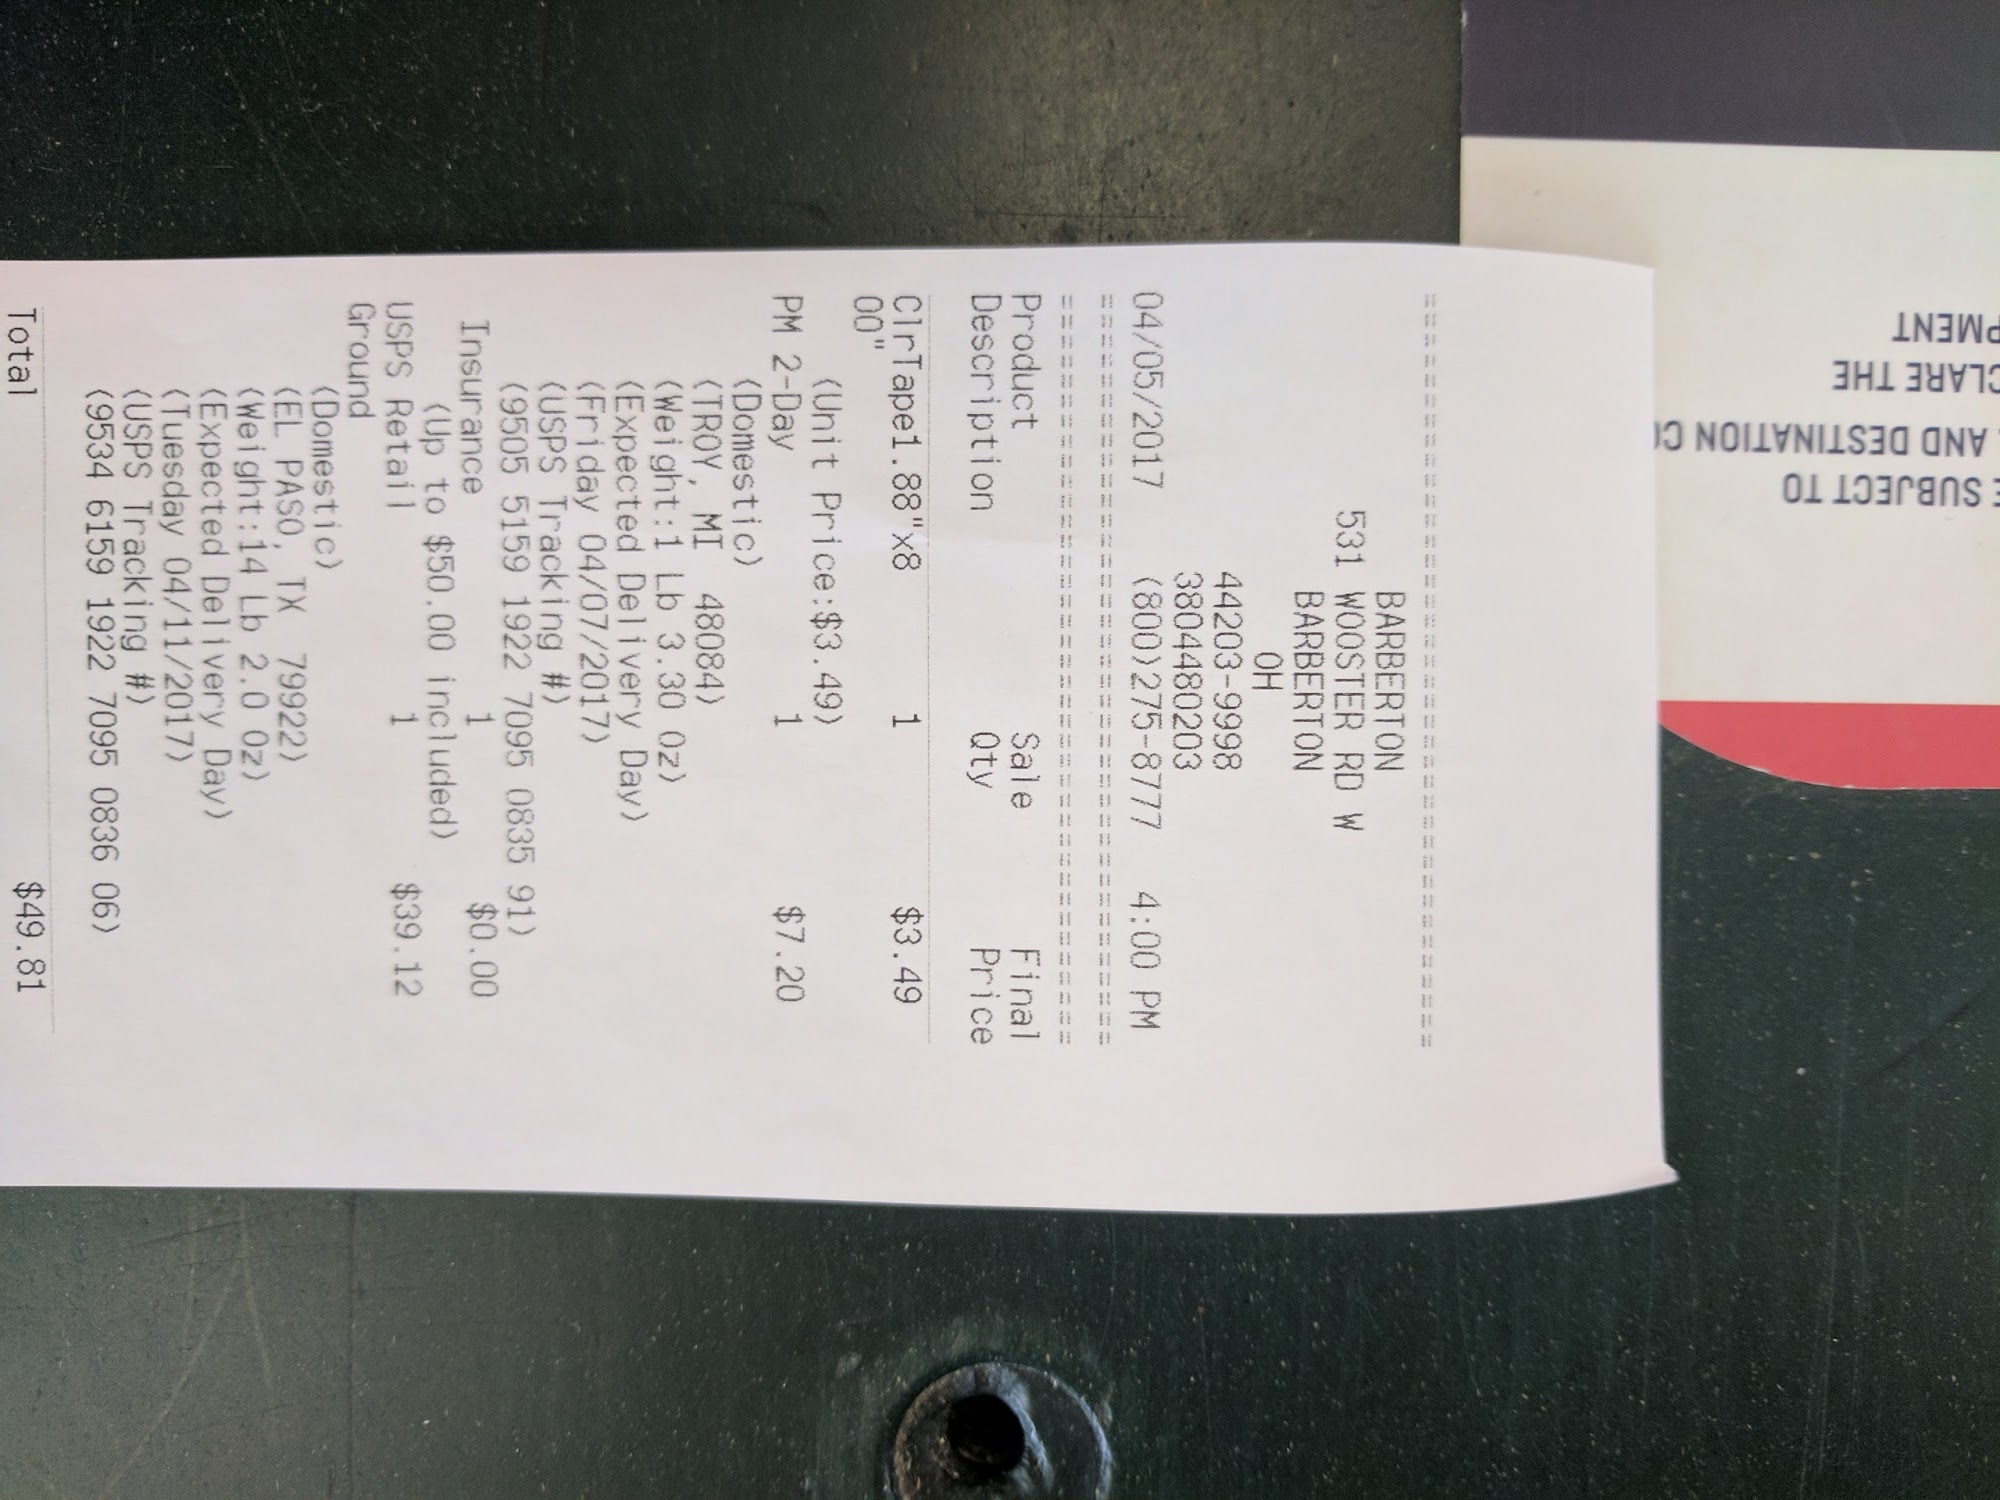 ========================================
BARBERTON
531 WOOSTER RD W
BARBERTON
OH
44203-9998
3804480203
04/05/2017 (800)275-8777 4:00 PM
========================================
========================================
Product Sale Final
Description Qty Price
ClrTape1.88"x8 1 $3.49
00"
(Unit Price:$3.49)
PM 2-Day 1 $7.20
(Domestic)
(TROY, MI 48084)
(Weight:1 Lb 3.30 Oz)
(Expected Delivery Day)
(Friday 04/07/2017)
(USPS Tracking #)
(9505 5159 1922 7095 0835 91)
Insurance 1 $0.00
(Up to $50.00 included)
USPS Retail 1 $39.12
Ground
(Domestic)
(EL PASO, TX 79922)
(Weight:14 Lb 2.0 Oz)
(Expected Delivery Day)
(Tuesday 04/11/2017)
(USPS Tracking #)
(9534 6159 1922 7095 0836 06)
Total $49.81
SUBJECT TO
AND DESTINATION
THE